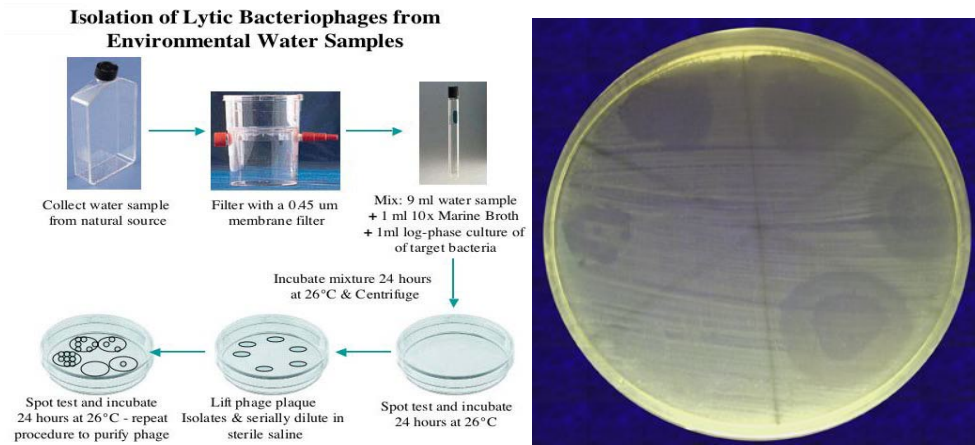 Isolation of Lytic Bacteriophages from
Environmental Water Samples
Collect water sample
from natural source
Filter with a 0.45 um
membrane filter
Mix: 9 ml water sample
+ 1 ml 10x Marine Broth
+ 1ml log-phase culture of
of target bacteria
Incubate mixture 24 hours
at 26°C & Centrifuge
Spot test and incubate
24 hours at 26°C
Lift phage plaque
Isolates & serially dilute in
sterile saline
Spot test and incubate
24 hours at 26°C - repeat
procedure to purify phage